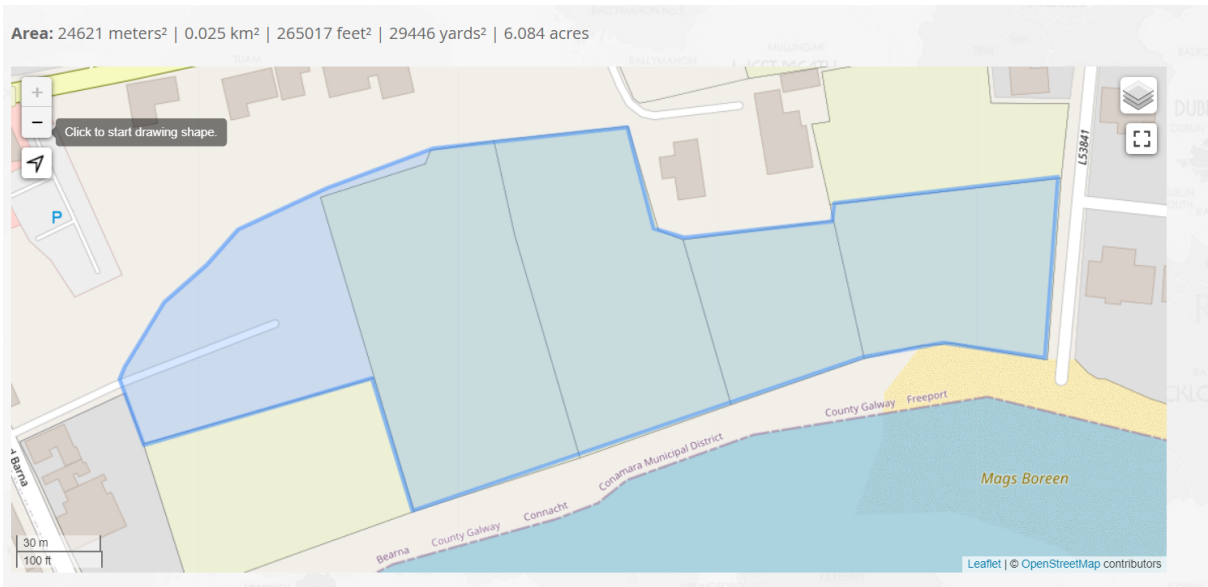 Area: 24621 meters² | 0.025 km² | 265017 feet² | 29446 yards² | 6.084 acres
BALLYMAHON
+
−
Click to start drawing shape.
L53841
P
Barna
County Galway Freeport
Conamara Municipal District
Mags Boreen
Connacht
County Galway
Bearna
30 m
100 ft
Leaflet | © OpenStreetMap contributors